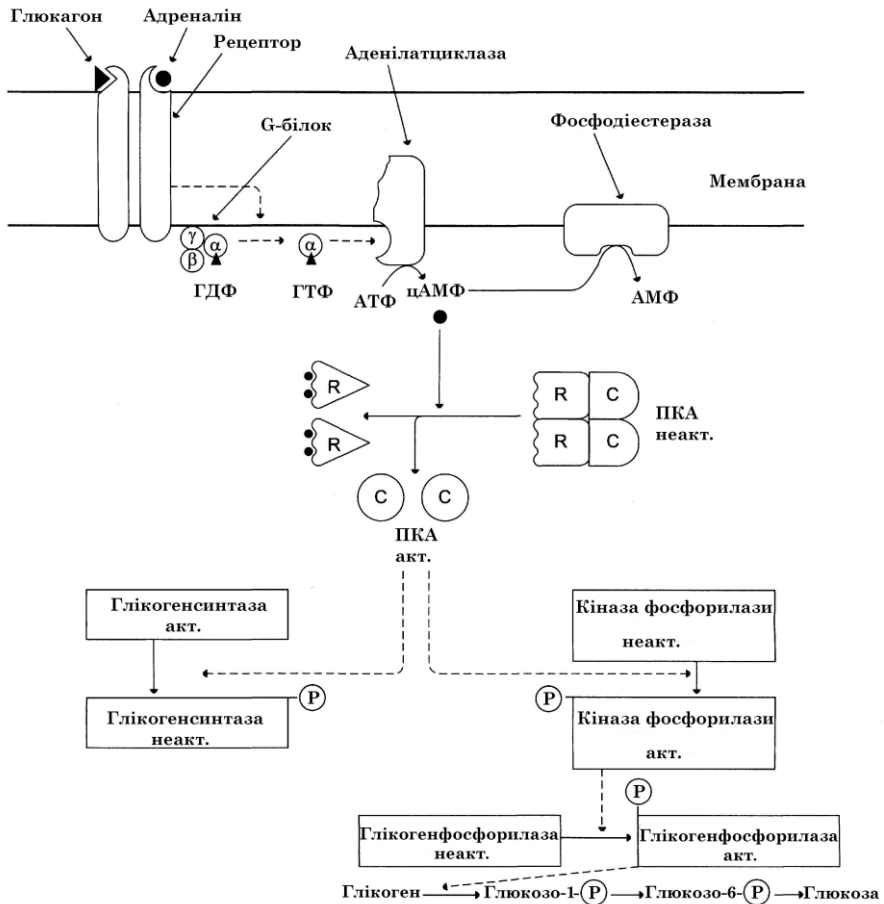 Глюкагон
Адреналін
Рецептор
Аденілатциклаза
G-білок
Фосфодіестераза
Мембрана
γ
β
α
α
ГДФ
ГТФ
АТФ
цАМФ
АМФ
R
R
C
R
C
R
ПКА
неакт.
C
C
ПКА
акт.
Глікогенсинтаза
акт.
Кіназа фосфорилази
неакт.
P
P
Глікогенсинтаза
неакт.
Кіназа фосфорилази
акт.
P
Глікогенфосфорилаза
неакт.
Глікогенфосфорилаза
акт.
Глікоген Глюкозо-1-P Глюкозо-6-P Глюкоза